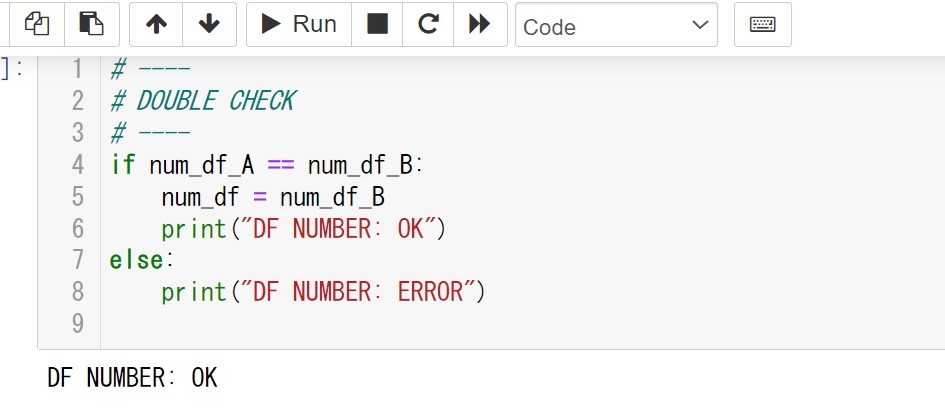 Run
Code
]:
1 # ----
2 # DOUBLE CHECK
3 # ----
4 if num_df_A == num_df_B:
5     num_df = num_df_B
6     print("DF NUMBER: OK")
7 else:
8     print("DF NUMBER: ERROR")
9
DF NUMBER: OK